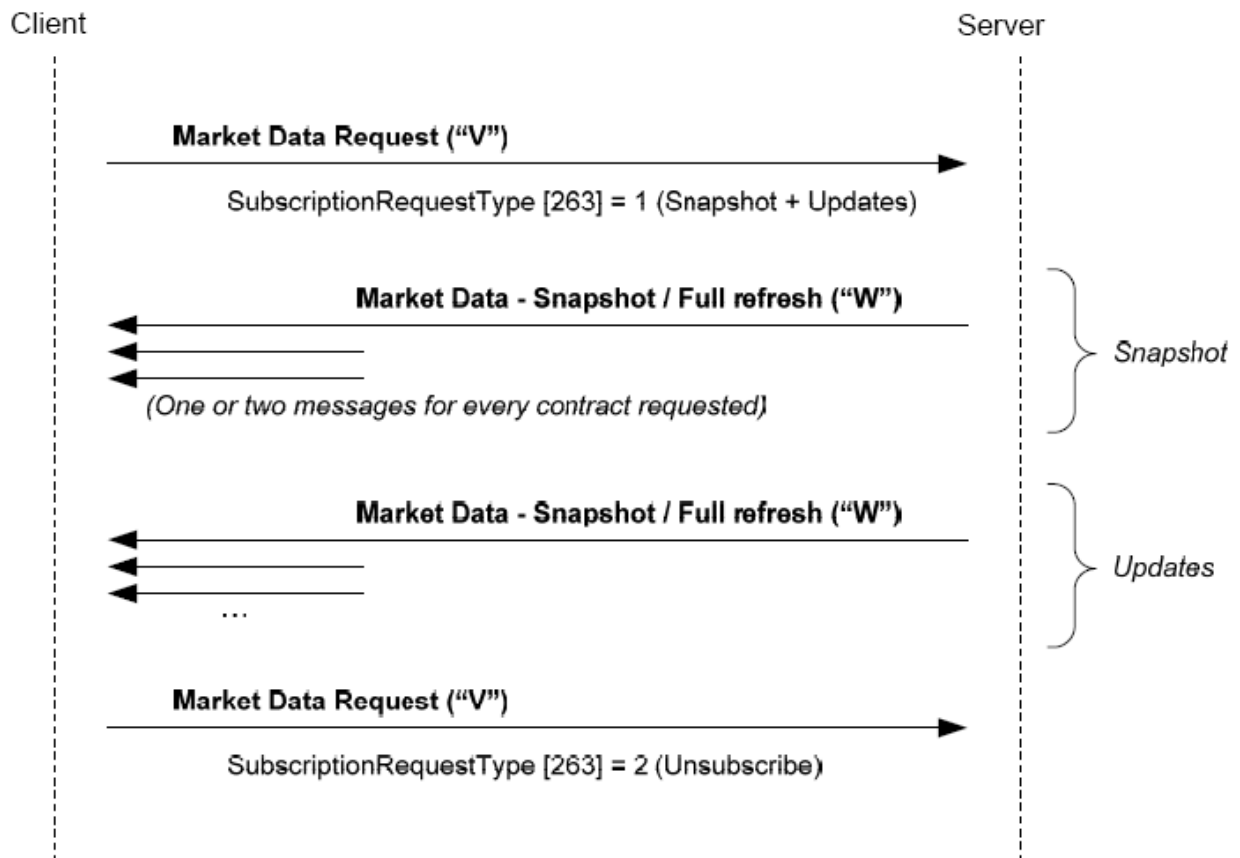 Client
Server
Market Data Request (“V”)
SubscriptionRequestType [263] = 1 (Snapshot + Updates)
Market Data - Snapshot / Full refresh (“W”)
Snapshot
(One or two messages for every contract requested)
Market Data - Snapshot / Full refresh (“W”)
Updates
...
Market Data Request (“V”)
SubscriptionRequestType [263] = 2 (Unsubscribe)